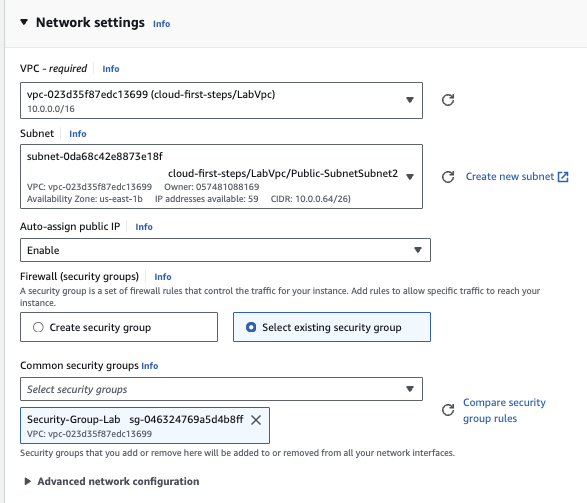 Network settings Info
VPC - required Info
vpc-023d35f87edc13699 (cloud-first-steps/LabVpc)
10.0.0.0/16
Subnet Info
subnet-0da68c42e8873e18f
cloud-first-steps/LabVpc/Public-SubnetSubnet2
VPC: vpc-023d35f87edc13699 Owner: 057481088169
Availability Zone: us-east-1b IP addresses available: 59 CIDR: 10.0.0.64/26)
Create new subnet
Auto-assign public IP Info
Enable
Firewall (security groups) Info
A security group is a set of firewall rules that control the traffic for your instance. Add rules to allow specific traffic to reach your
instance.
Create security group
Select existing security group
Common security groups Info
Select security groups
Security-Group-Lab sg-046324769a5d4b8ff
VPC: vpc-023d35f87edc13699
Compare security
group rules
Security groups that you add or remove here will be added to or removed from all your network interfaces.
Advanced network configuration